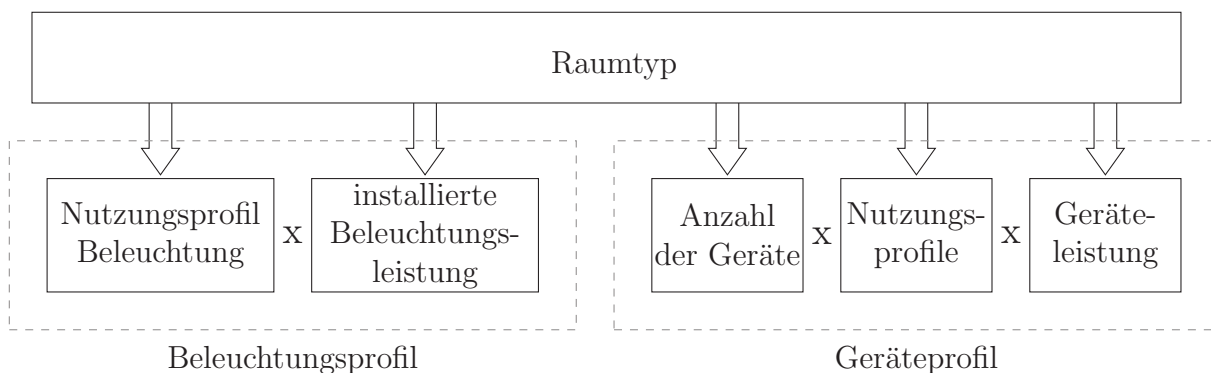 Raumtyp
Nutzungsprofil
Beleuchtung
x
installierte
Beleuchtungs-
leistung
Anzahl
der Geräte
x
Nutzungs-
profile
x
Geräte-
leistung
Beleuchtungsprofil
Geräteprofil